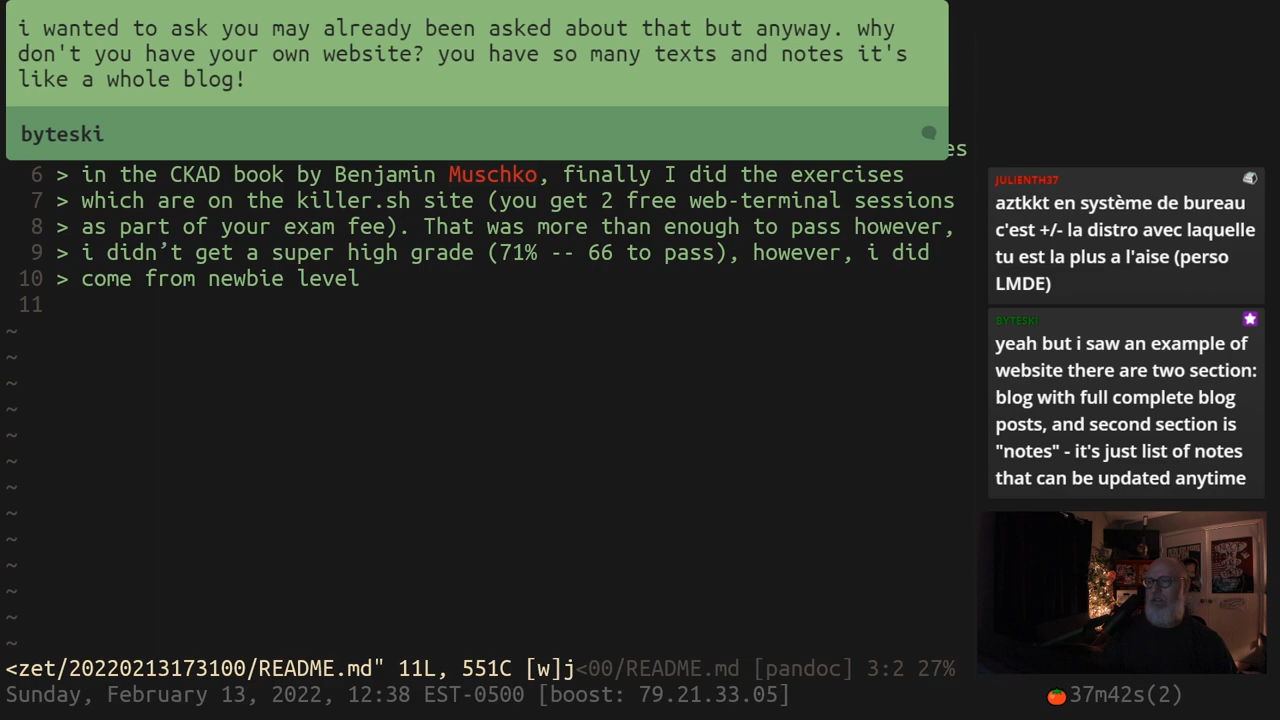 i wanted to ask you may already been asked about that but anyway. why
don't you have your own website? you have so many texts and notes it's
like a whole blog!
byteski
es
6 > in the CKAD book by Benjamin Muschko, finally I did the exercises
7 > which are on the killer.sh site (you get 2 free web-terminal sessions
8 > as part of your exam fee). That was more than enough to pass however,
9 > i didn’t get a super high grade (71% -- 66 to pass), however, i did
10 > come from newbie level
11
~
~
~
~
~
~
~
~
~
~
~
~
~
<zet/20220213173100/README.md" 11L, 551C [w]j<00/README.md [pandoc] 3:2 27%
Sunday, February 13, 2022, 12:38 EST-0500 [boost: 79.21.33.05]
JULIENTH37
aztkkt en système de bureau
c'est +/- la distro avec laquelle
tu est la plus a l'aise (perso
LMDE)
BYTESKI
yeah but i saw an example of
website there are two section:
blog with full complete blog
posts, and second section is
"notes" - it's just list of notes
that can be updated anytime
🍅37m42s(2)